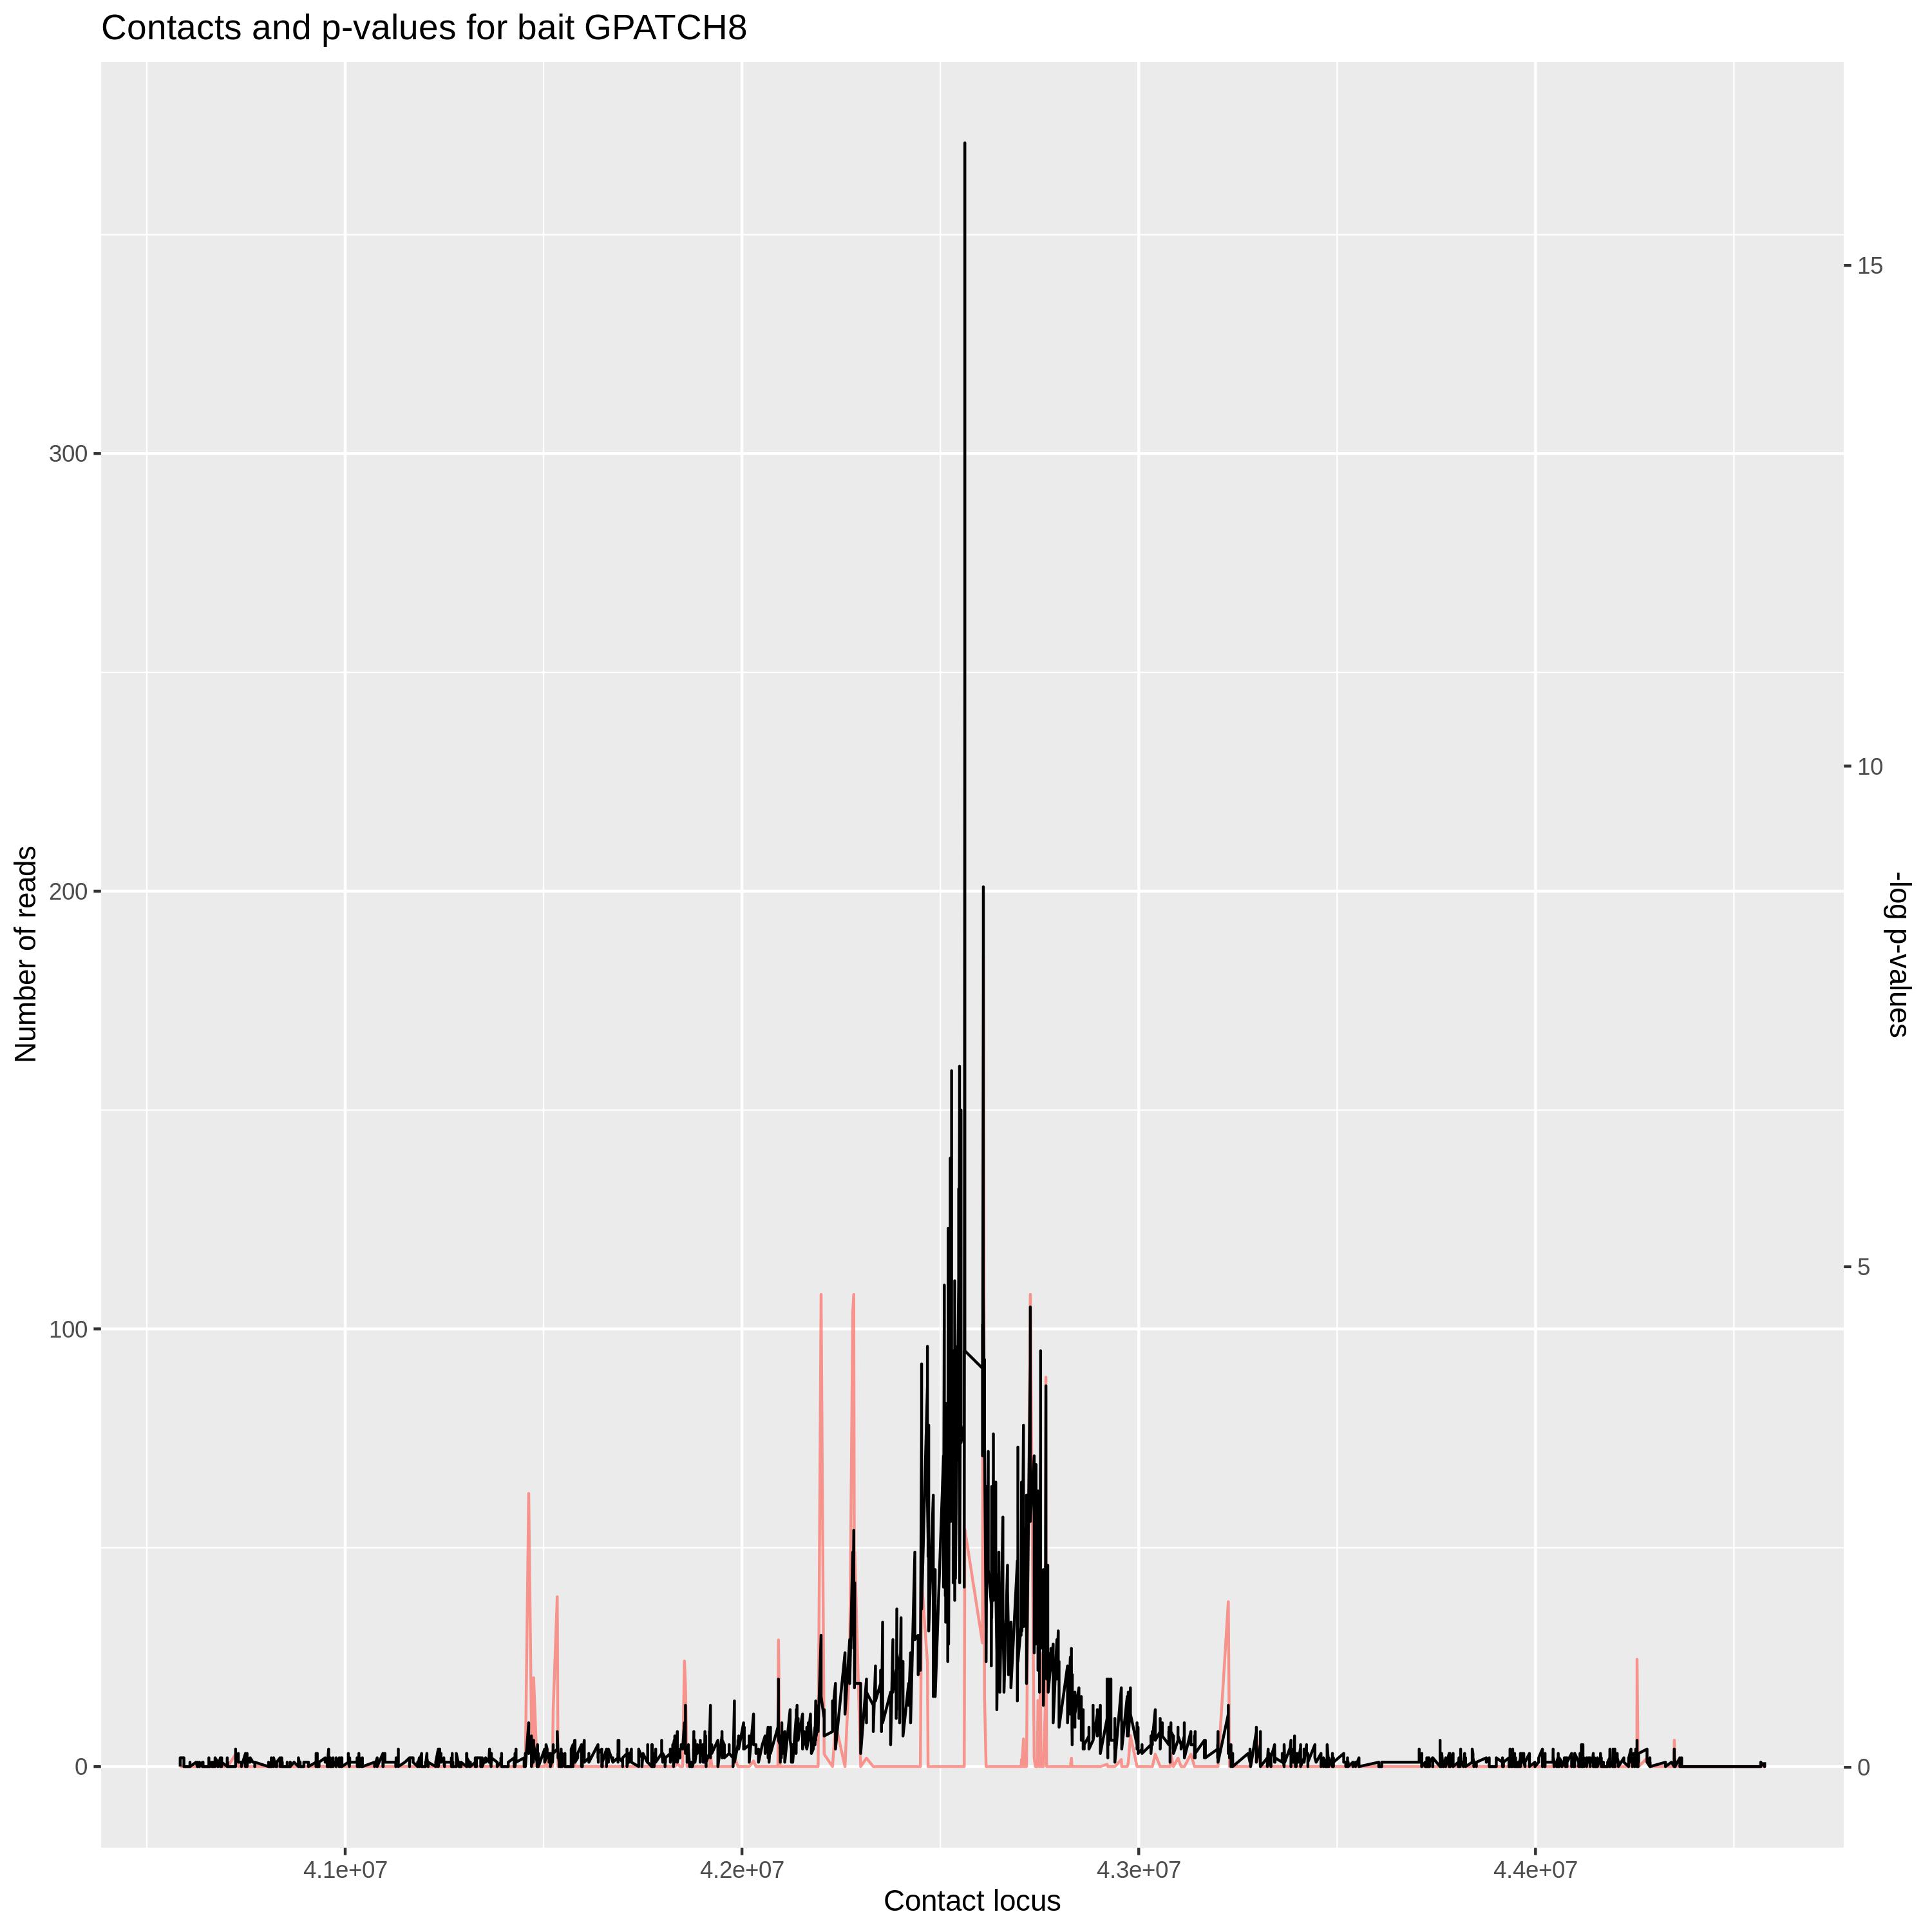 Contacts and p-values for bait GPATCH8
300
200
100
0
15
10
5
0
4.1e+07 4.2e+07 4.3e+07 4.4e+07
Number of reads
-log p-values
Contact locus